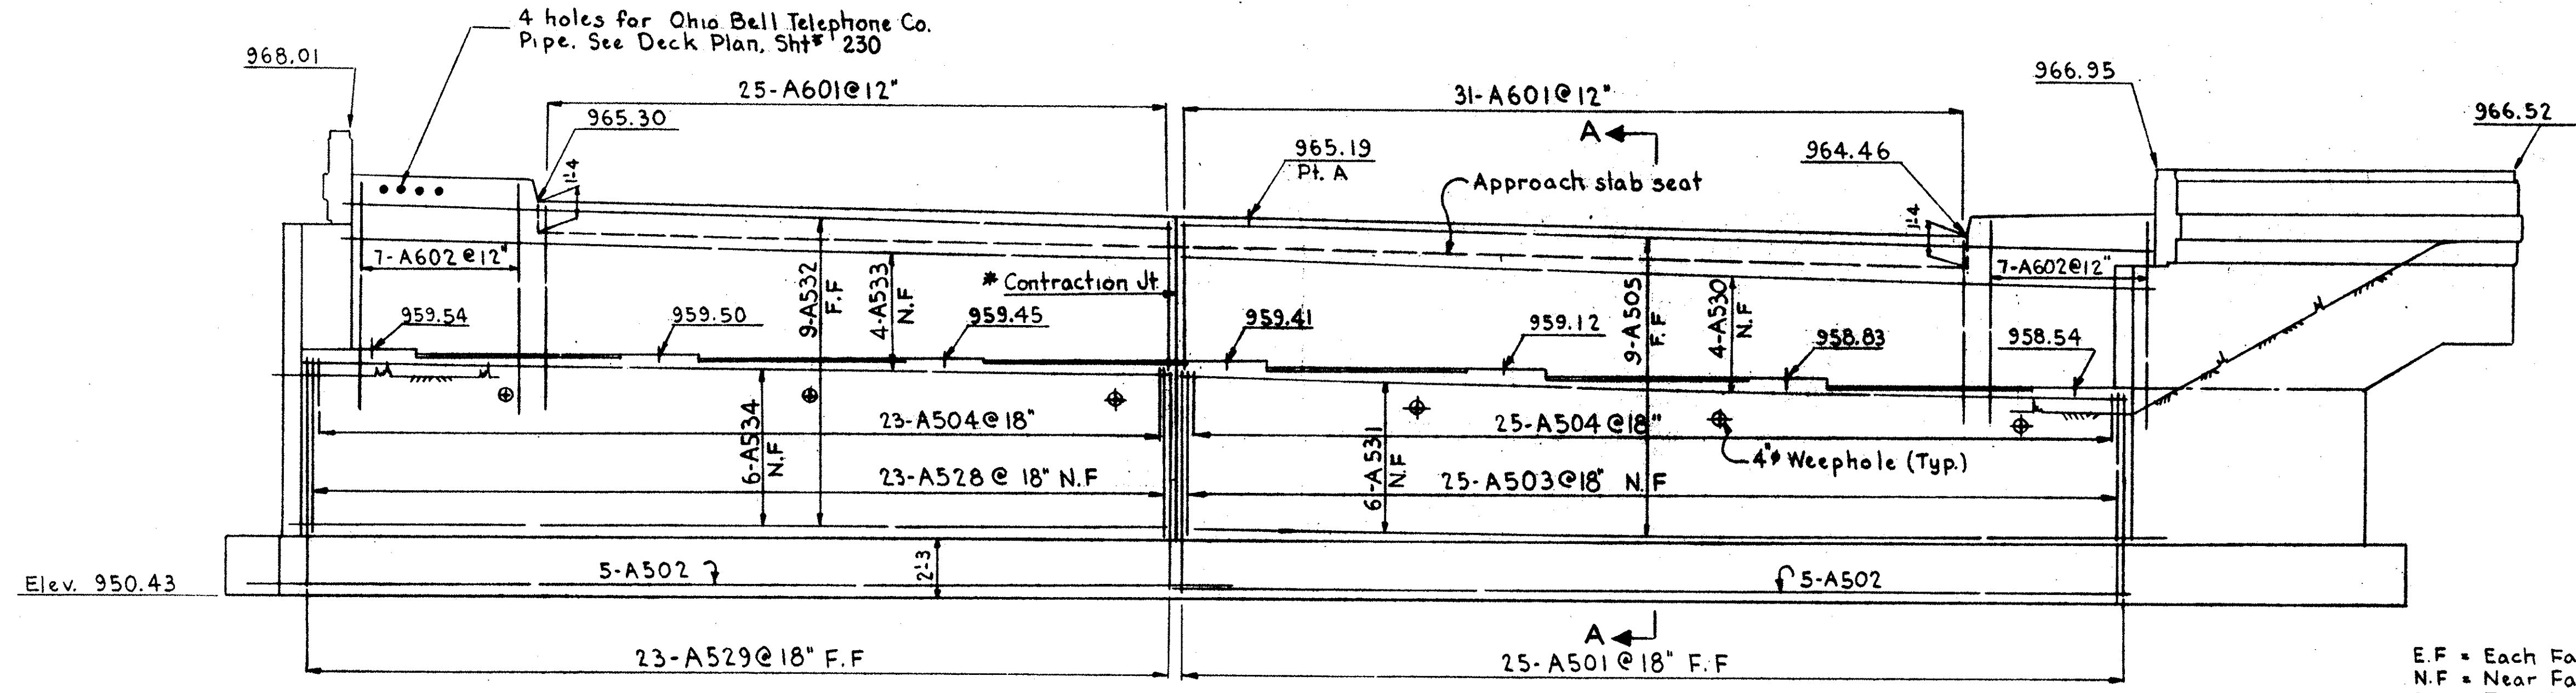 4 holes for Ohio Bell Telephone Co.
Pipe. See Deck Plan, Sht# 230
968.01
25-A601@12"
31-A601@12"
966.95
966.52
965.30
1'-4
965.19
Pt. A
A
964.46
Approach slab seat
1'-4
7-A602@12"
9-A532
F.F
4-A533
N.F
* Contraction Jt.
9-A505
F.F
4-A530
N.F
7-A602@12"
959.54
959.50
959.45
959.41
959.12
958.83
958.54
23-A504@18"
25-A504@18"
6-A534
N.F
6-A531
N.F
4"ø Weephole (Typ.)
23-A528 @ 18" N.F
25-A503@18" N.F
Elev. 950.43
5-A502
2'-3
5-A502
A
23-A529@18" F.F
25-A501@18" F.F
E.F = Each Fa
N.F = Near Fa